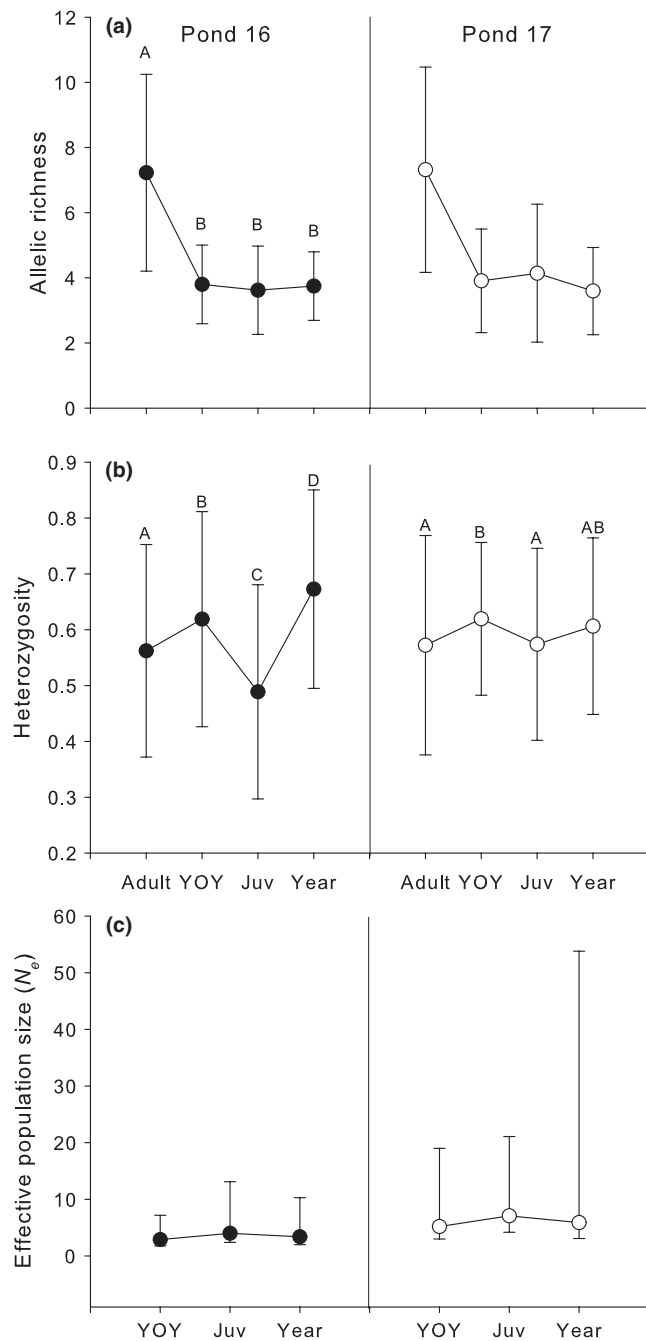 (a)
Pond 16
Pond 17
Allelic richness
12
10
8
6
4
2
0
A
B
B
B
(b)
Heterozygosity
0.9
0.8
0.7
0.6
0.5
0.4
0.3
0.2
A
B
C
D
A
B
A
AB
Adult YOY Juv Year
Adult YOY Juv Year
(c)
Effective population size (Ne)
60
50
40
30
20
10
0
YOY Juv Year
YOY Juv Year